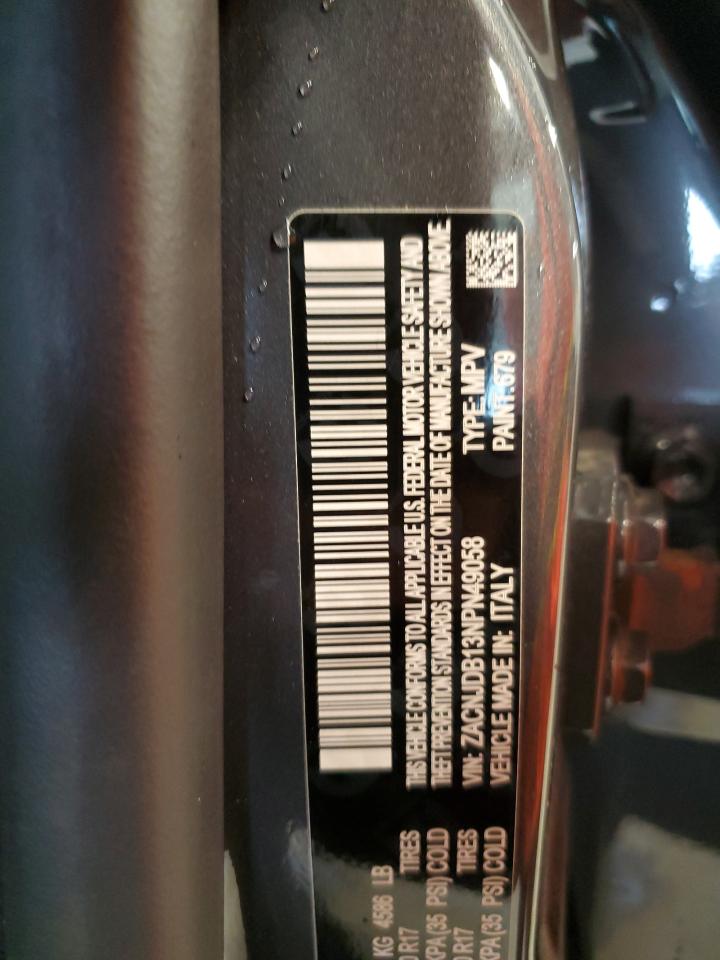 THIS VEHICLE CONFORMS TO ALL APPLICABLE U.S. FEDERAL MOTOR VEHICLE SAFETY AND
THEFT PREVENTION STANDARDS IN EFFECT ON THE DATE OF MANUFACTURE SHOWN ABOVE.
VIN: ZACNJDB13NPN49058 TYPE: MPV
VEHICLE MADE IN: ITALY PAINT: 679
KG 4586 LB
R17 TIRES
KPA (35 PSI) COLD
R17 TIRES
KPA (35 PSI) COLD